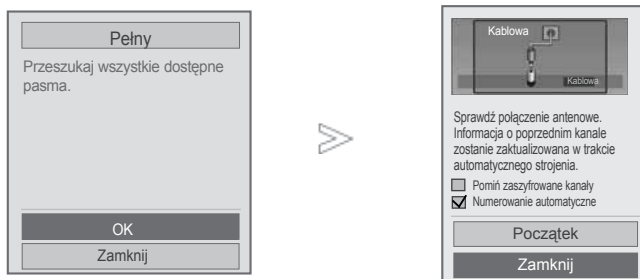 Pełny
Przeszukaj wszystkie dostępne
pasma.
OK
Zamknij
Kablowa
Kablowa
Sprawdź połączenie antenowe.
Informacja o poprzednim kanale
zostanie zaktualizowana w trakcie
automatycznego strojenia.
Pomiń zaszyfrowane kanały
Numerowanie automatyczne
Początek
Zamknij